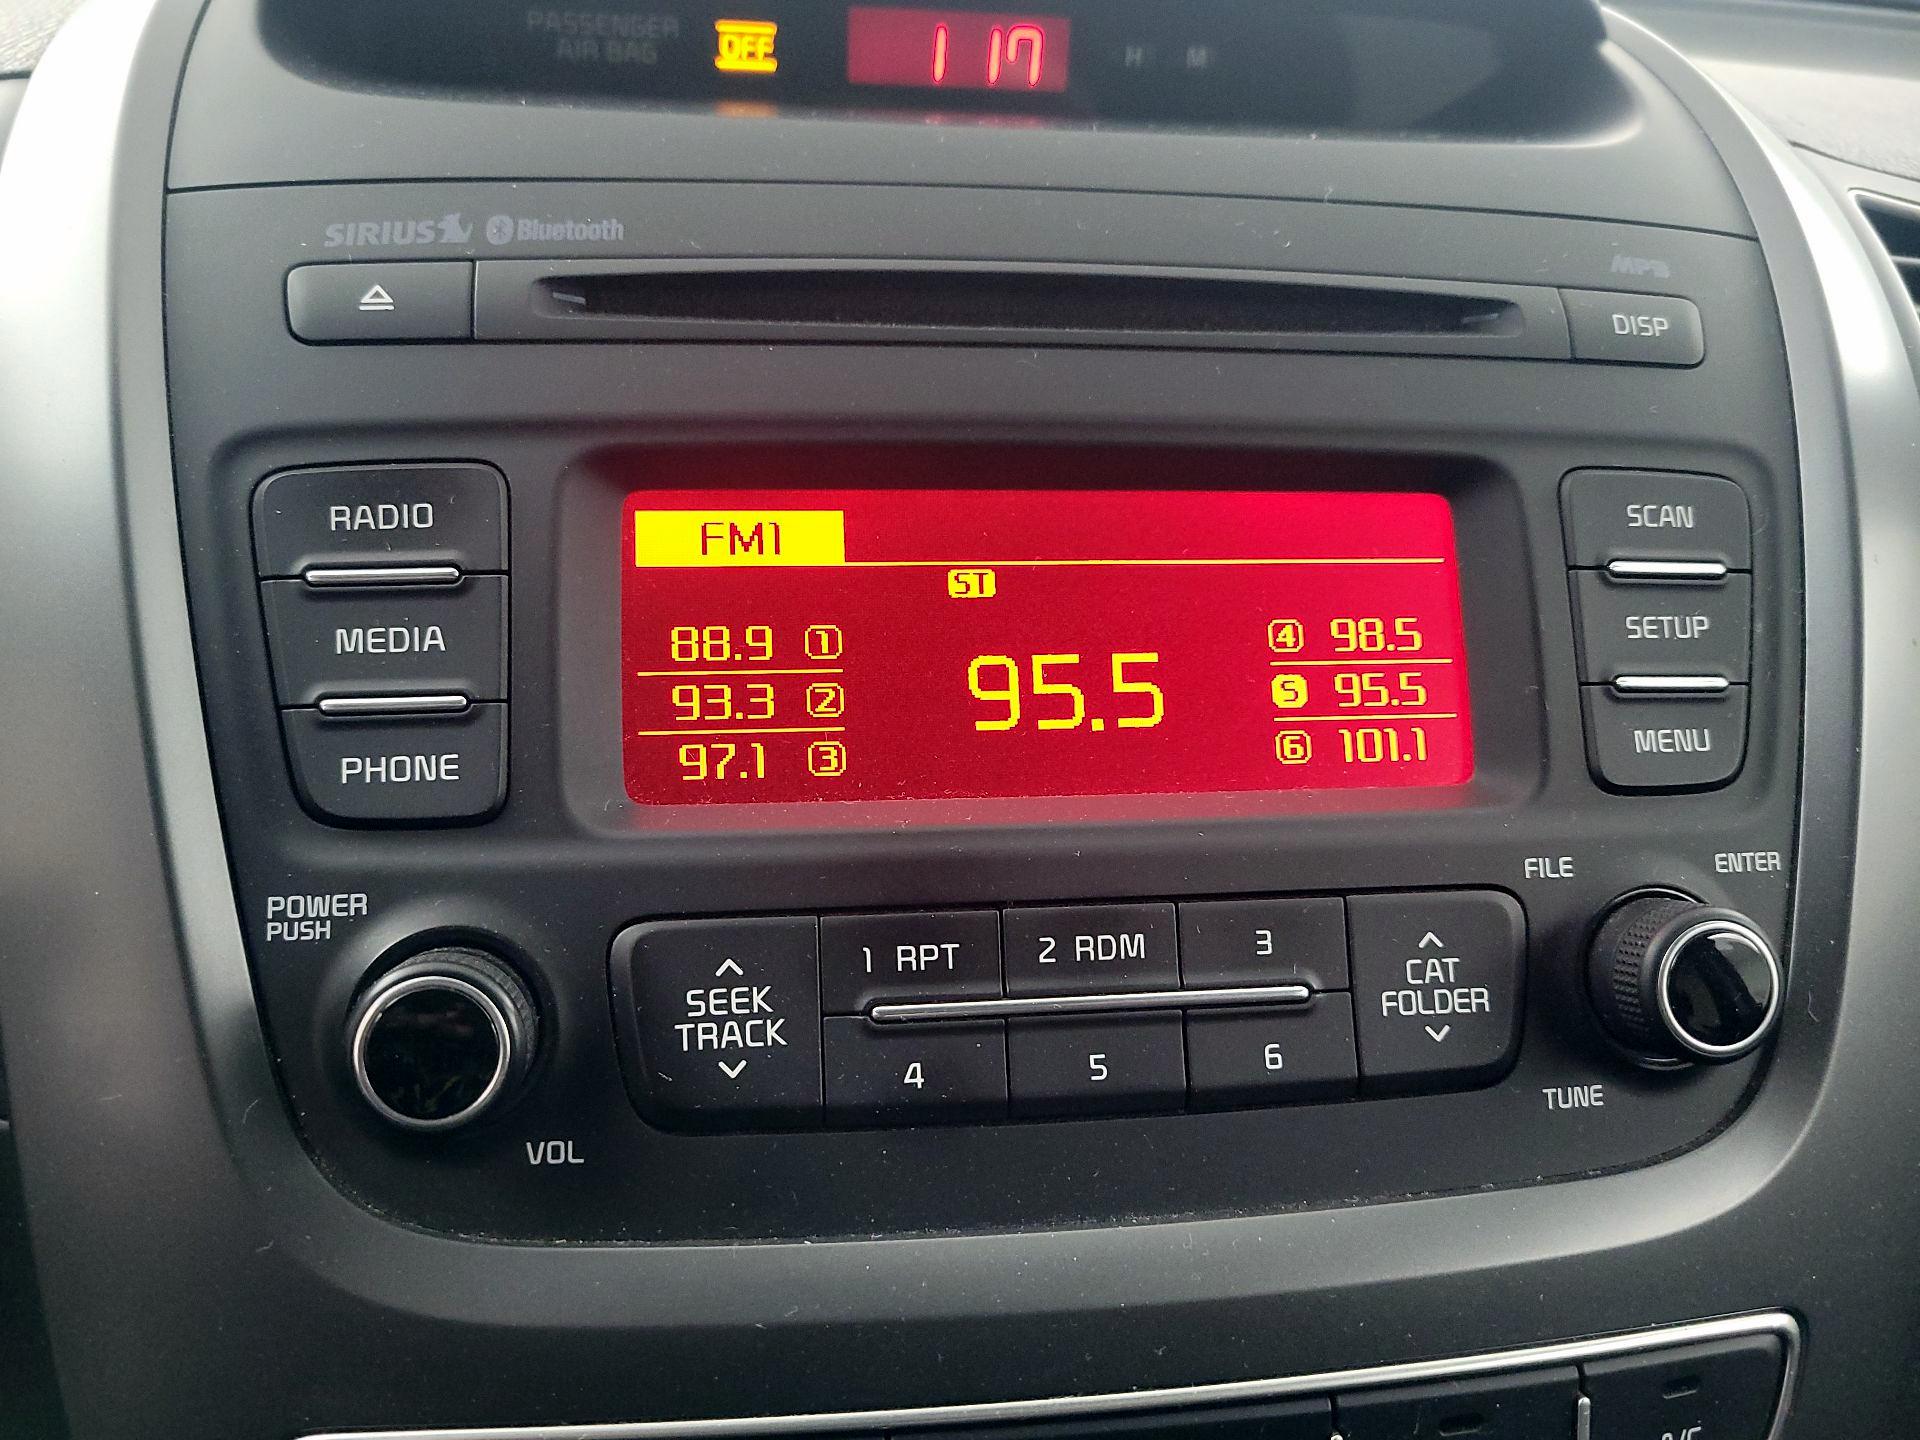 PASSENGER
AIR BAG
OFF
1 17
H M
SIRIUS Bluetooth
MP3
DISP
RADIO
MEDIA
PHONE
FM1
ST
88.9 1
93.3 2
97.1 3
95.5
4 98.5
5 95.5
6 101.1
SCAN
SETUP
MENU
POWER
PUSH
VOL
SEEK
TRACK
1 RPT
2 RDM
3
4
5
6
CAT
FOLDER
FILE
ENTER
TUNE